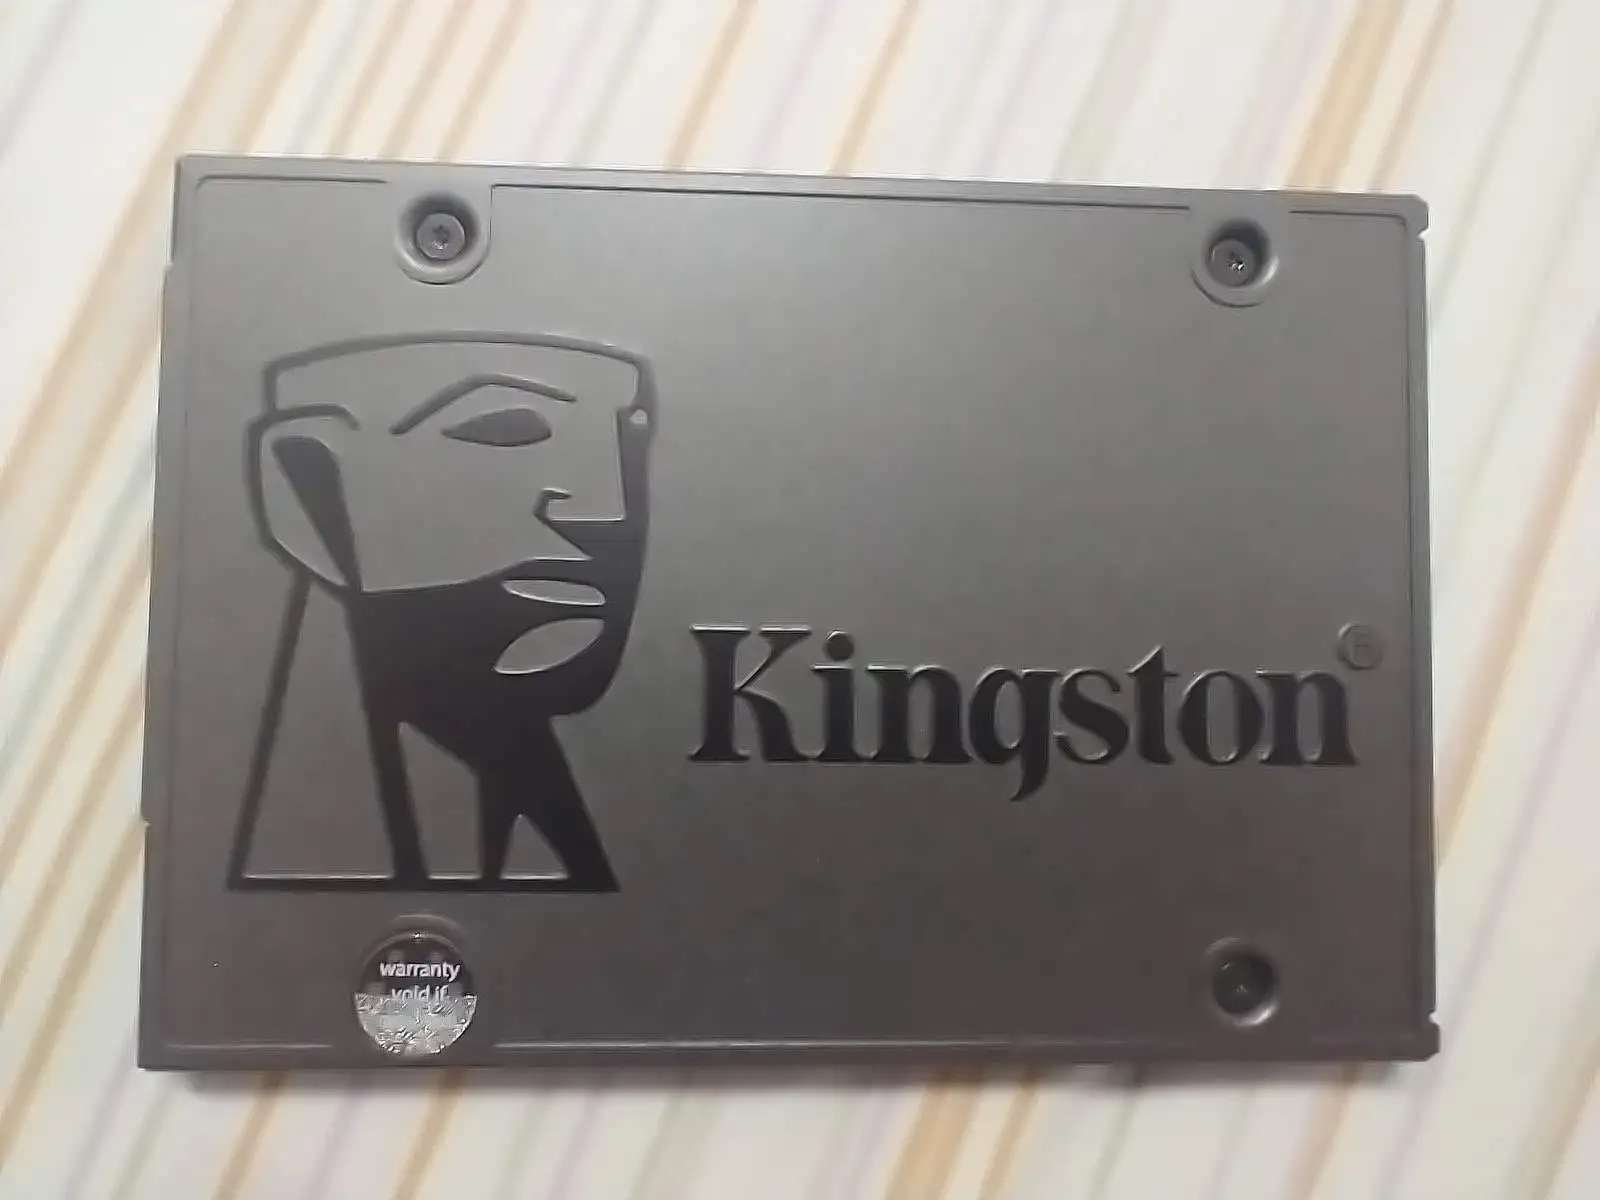 Kingston®
warranty
void if